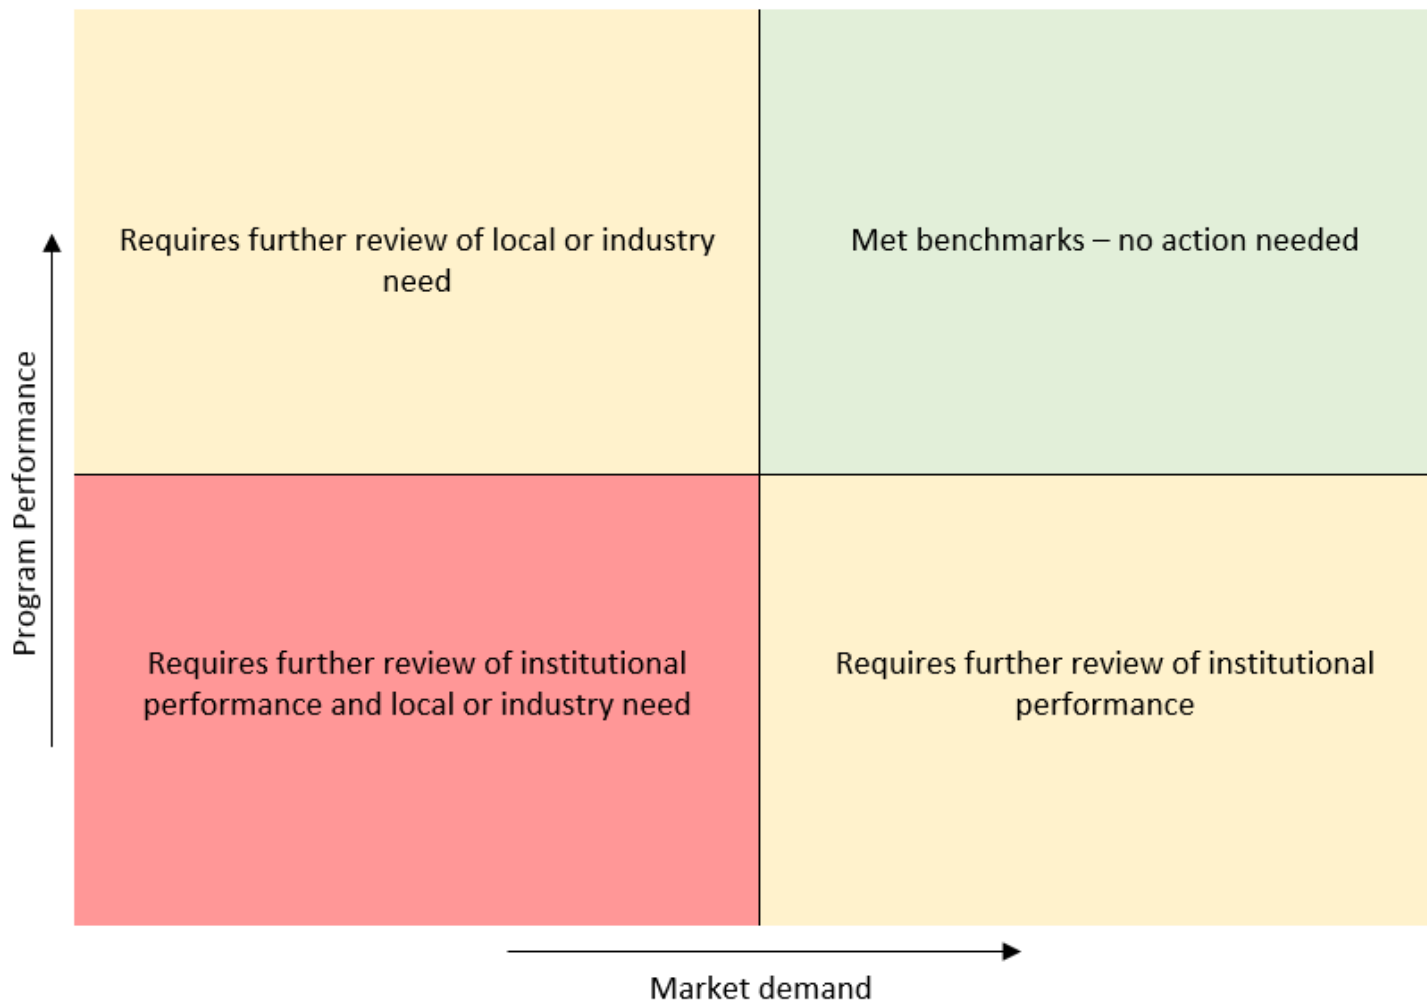 Requires further review of local or industry
need
Met benchmarks – no action needed
Program Performance
Requires further review of institutional
performance and local or industry need
Requires further review of institutional
performance
Market demand